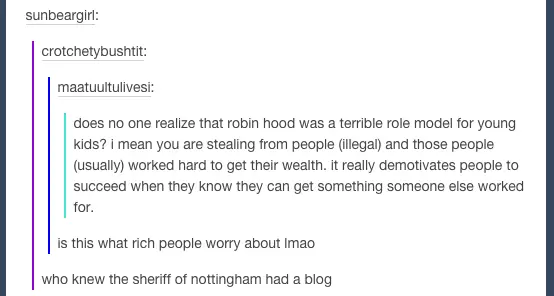 sunbeargirl:
crotchetybushtit:
maatuultulivesi:
does no one realize that robin hood was a terrible role model for young
kids? i mean you are stealing from people (illegal) and those people
(usually) worked hard to get their wealth. it really demotivates people to
succeed when they know they can get something someone else worked
for.
is this what rich people worry about lmao
who knew the sheriff of nottingham had a blog